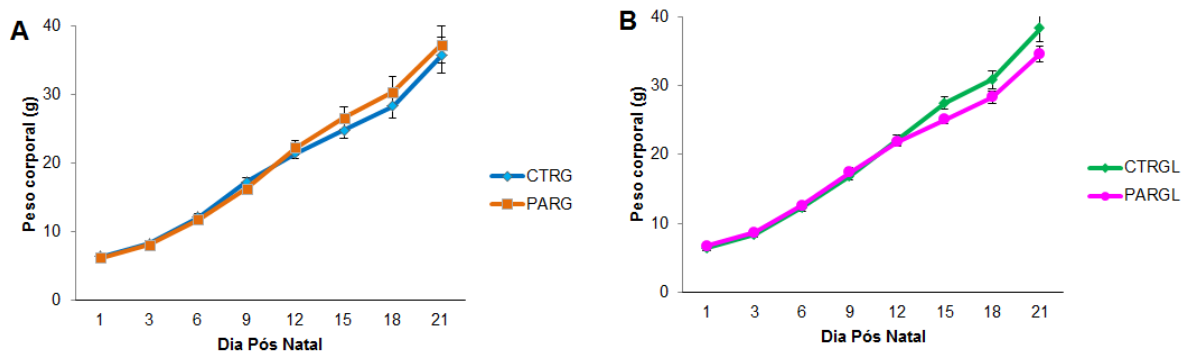 A
Peso corporal (g)
40
30
20
10
0
1 3 6 9 12 15 18 21
Dia Pós Natal
CTRG
PARG
B
Peso corporal (g)
40
30
20
10
0
1 3 6 9 12 15 18 21
Dia Pós Natal
CTRGL
PARGL